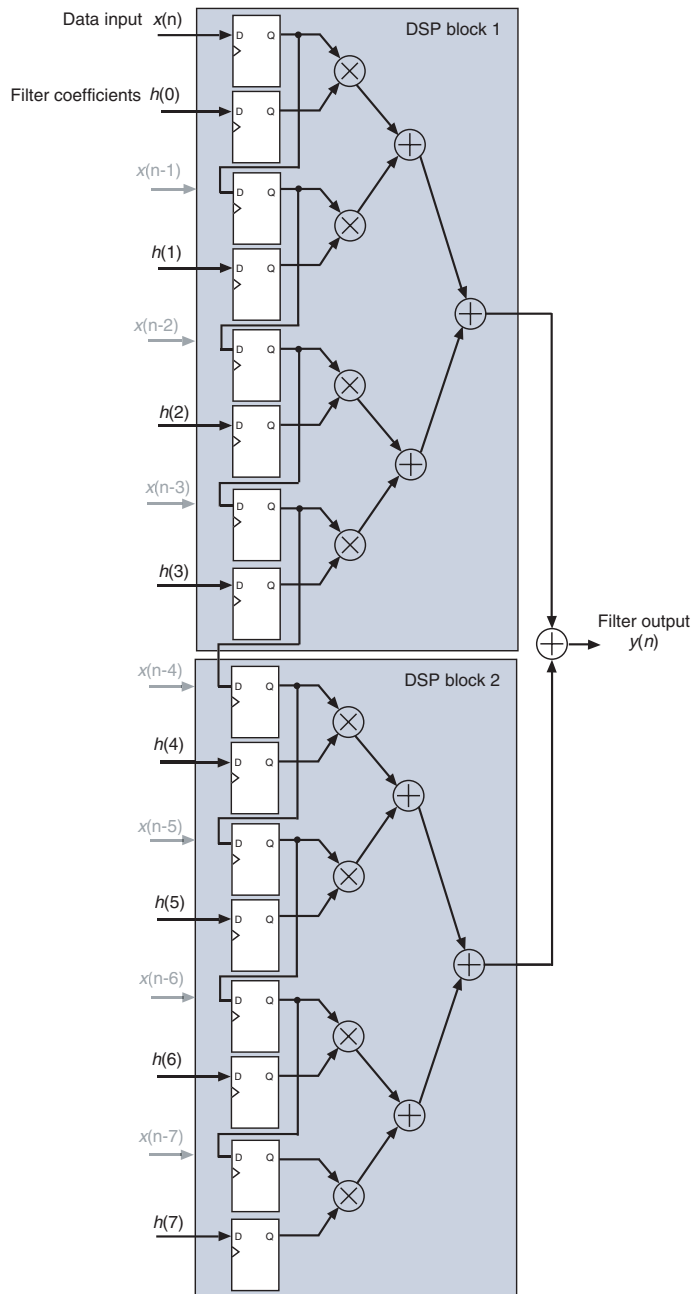 Data input x(n)
DSP block 1
D Q
Filter coefficients h(0)
D Q
x(n-1)
D Q
h(1)
D Q
x(n-2)
D Q
h(2)
D Q
x(n-3)
D Q
h(3)
D Q
Filter output
y(n)
x(n-4)
DSP block 2
D Q
h(4)
D Q
x(n-5)
D Q
h(5)
D Q
x(n-6)
D Q
h(6)
D Q
x(n-7)
D Q
h(7)
D Q